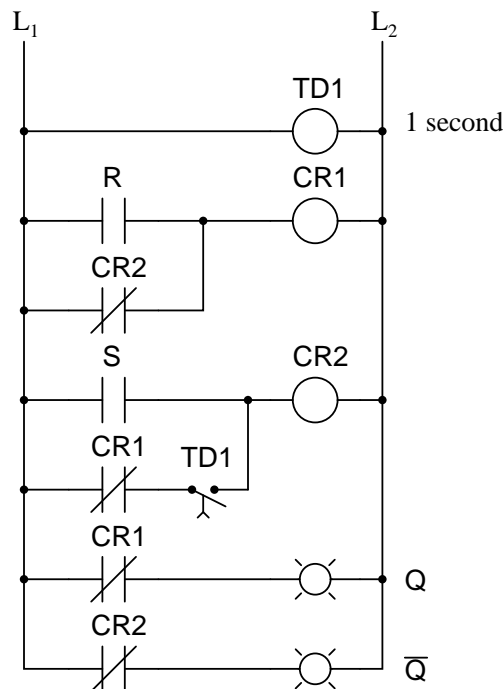 L₁ L₂
TD1
1 second
R CR1
CR2
S CR2
CR1 TD1
CR1
Q
CR2
Q̅